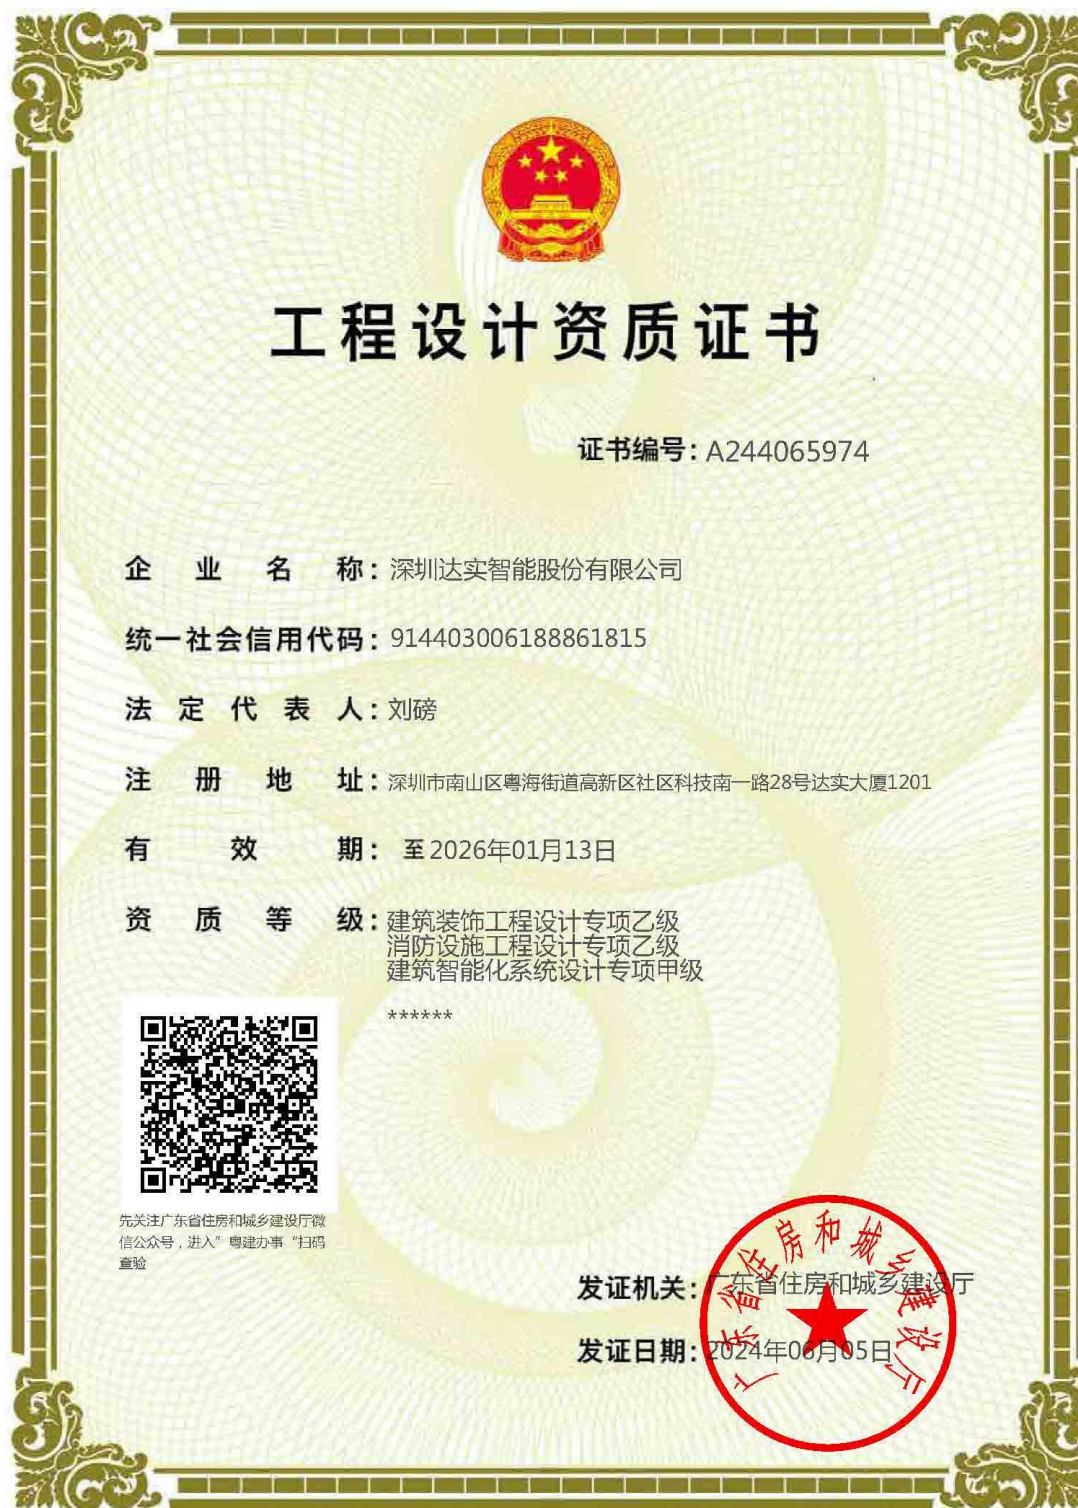 工程设计资质证书
证书编号：A244065974
企业名称：深圳达实智能股份有限公司
统一社会信用代码：914403006188861815
法定代表人：刘磅
注册地址：深圳市南山区粤海街道高新区社区科技南一路28号达实大厦1201
有效期：至2026年01月13日
资质等级：建筑装饰工程设计专项乙级
消防设施工程设计专项乙级
建筑智能化系统设计专项甲级
******
先关注广东省住房和城乡建设厅微
信公众号，进入”粤建办事“扫码
查验
发证机关：广东省住房和城乡建设厅
发证日期：2024年06月05日
广东省住房和城乡建设厅